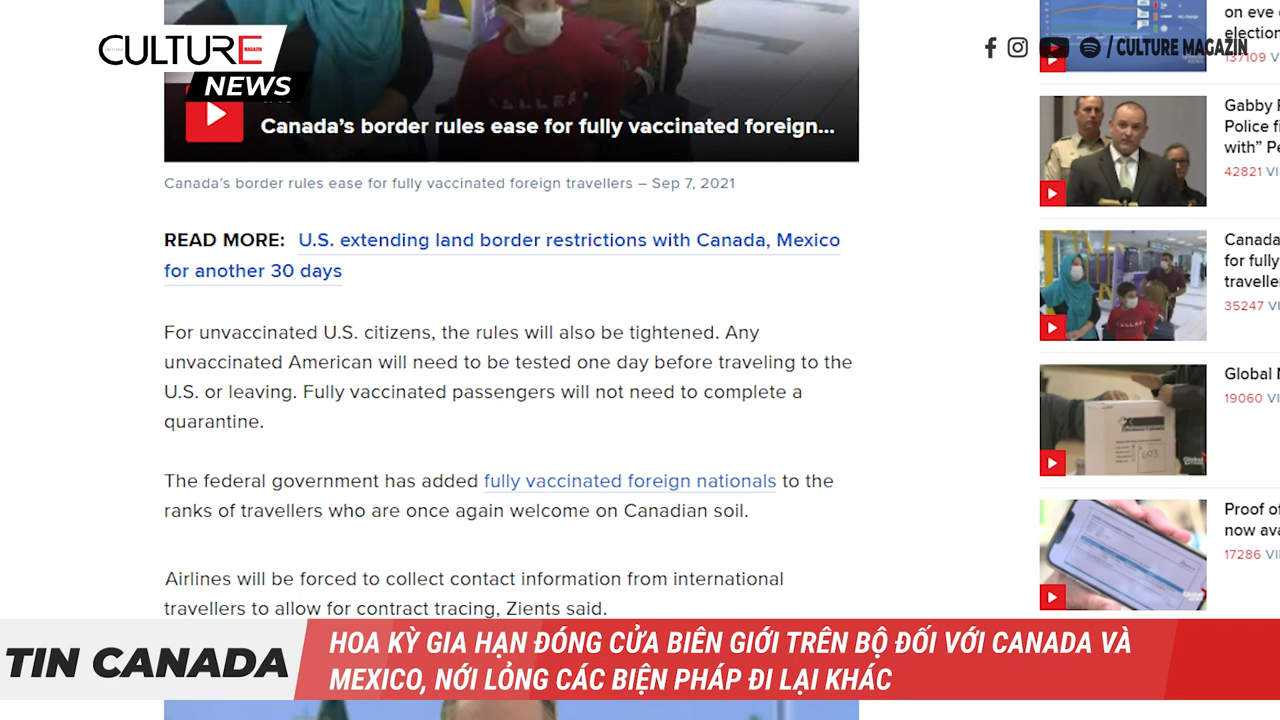 CULTURE
MAGAZIN
NEWS
/ CULTURE MAGAZIN
Canada's border rules ease for fully vaccinated foreign...
Canada's border rules ease for fully vaccinated foreign travellers – Sep 7, 2021
READ MORE: U.S. extending land border restrictions with Canada, Mexico
for another 30 days
For unvaccinated U.S. citizens, the rules will also be tightened. Any
unvaccinated American will need to be tested one day before traveling to the
U.S. or leaving. Fully vaccinated passengers will not need to complete a
quarantine.
The federal government has added fully vaccinated foreign nationals to the
ranks of travellers who are once again welcome on Canadian soil.
Airlines will be forced to collect contact information from international
travellers to allow for contract tracing, Zients said.
on eve
election
137109 VI
Gabby P
Police fi
with” Pe
42821 VI
Canada
for fully
travelle
35247 VI
Global N
19060 VI
Proof of
now ava
17286 VI
TIN CANADA
HOA KỲ GIA HẠN ĐÓNG CỬA BIÊN GIỚI TRÊN BỘ ĐỐI VỚI CANADA VÀ
MEXICO, NỚI LỎNG CÁC BIỆN PHÁP ĐI LẠI KHÁC